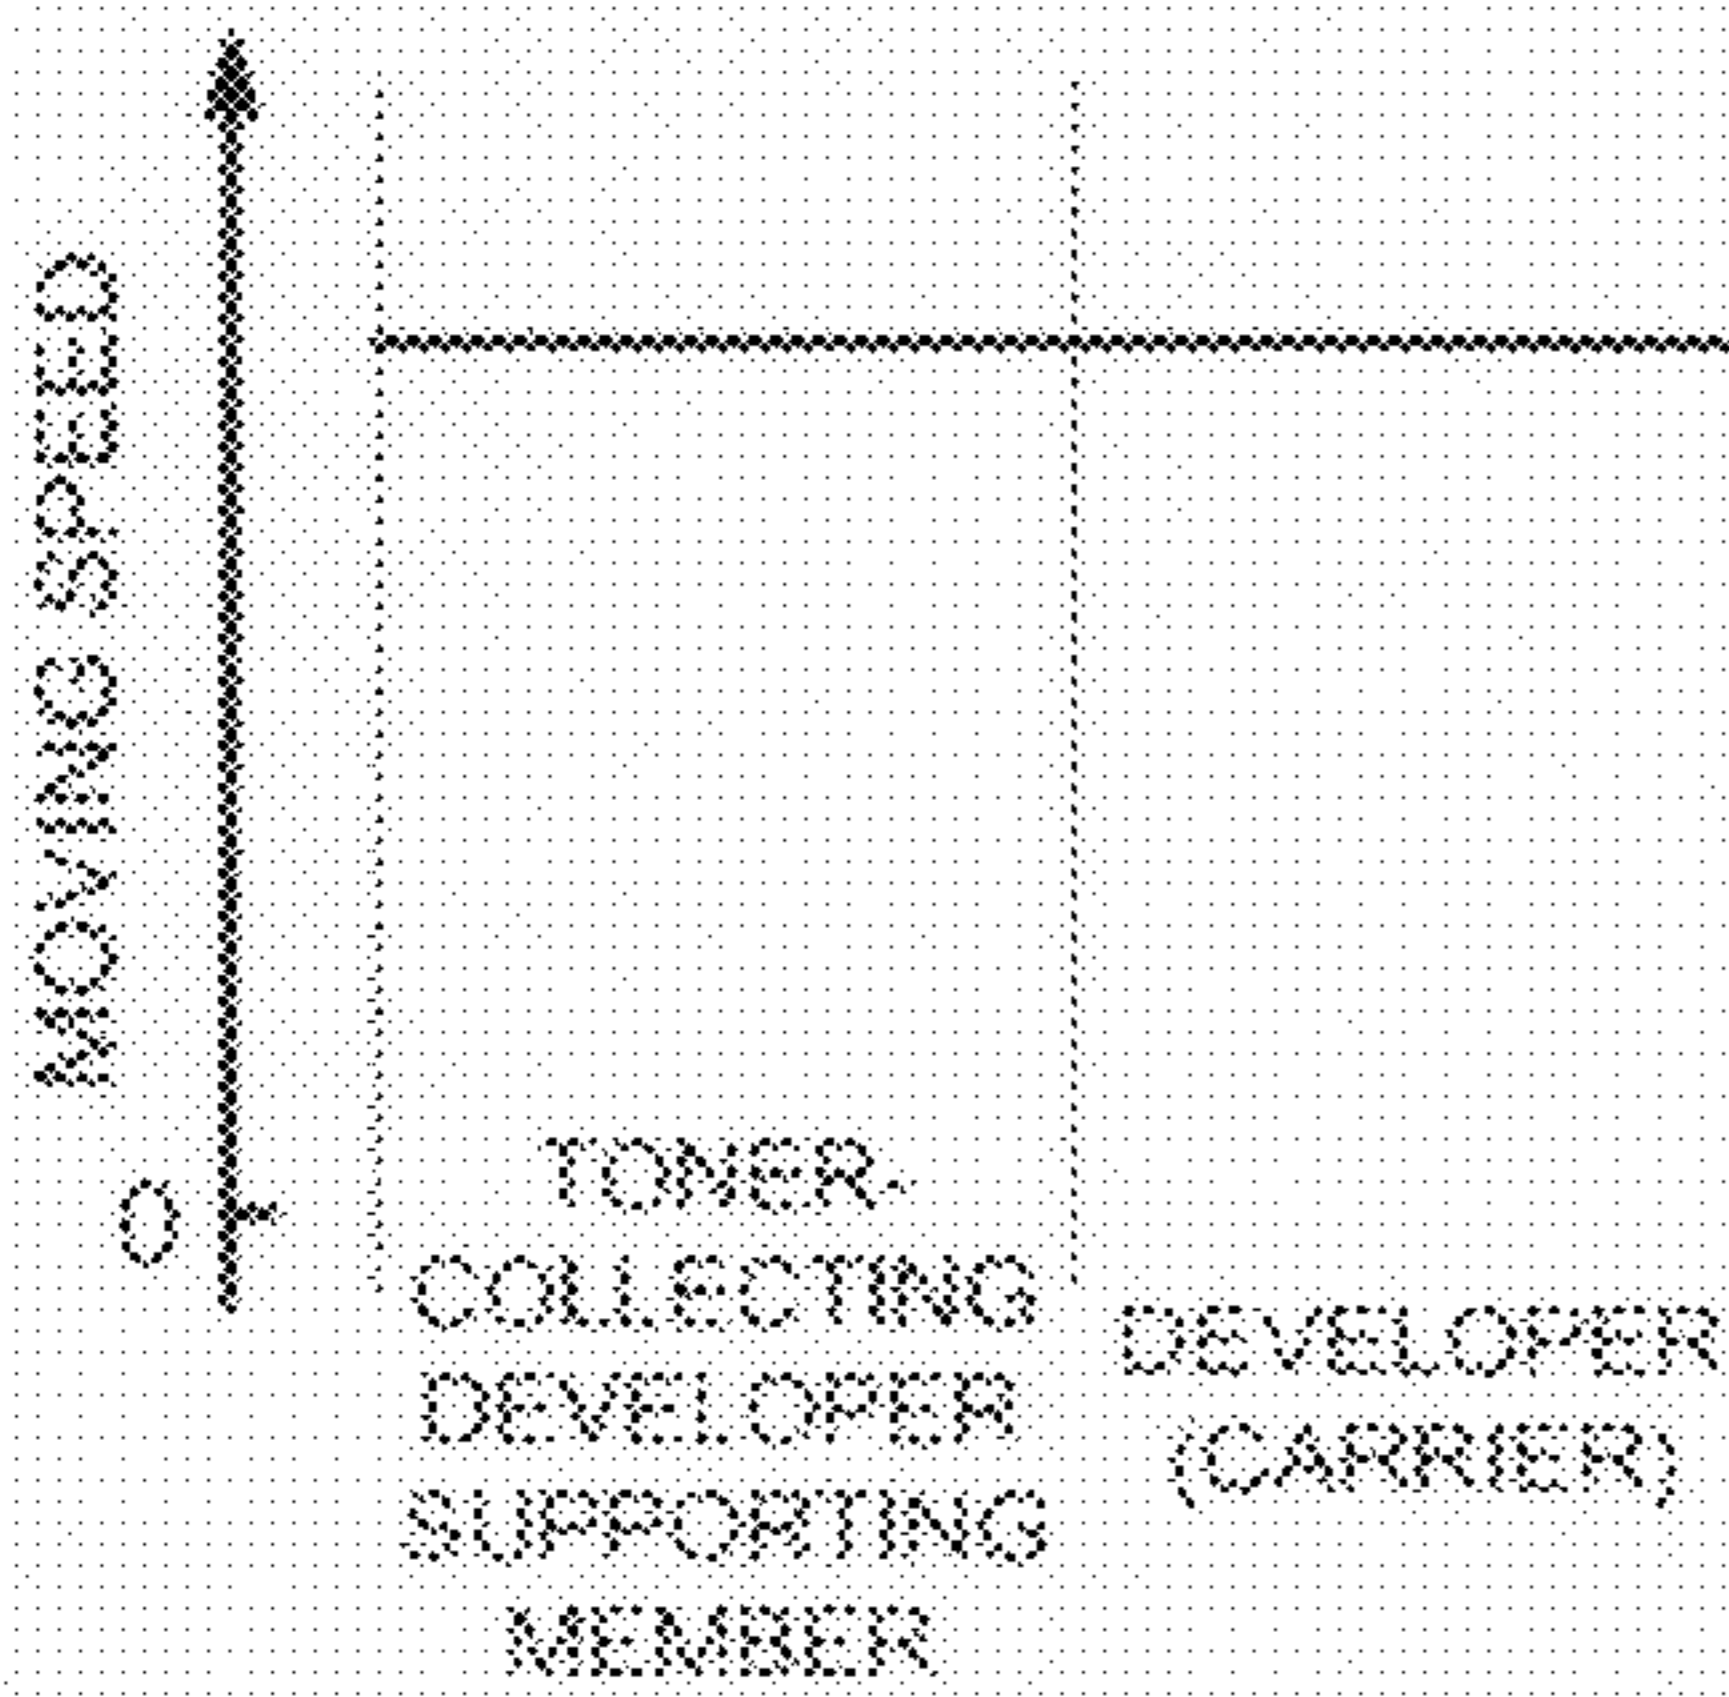 MOVING SPEED
0
TONER-
COLLECTING
DEVELOPER
SUPPORTING
MEMBER
DEVELOPER
(CARRIER)